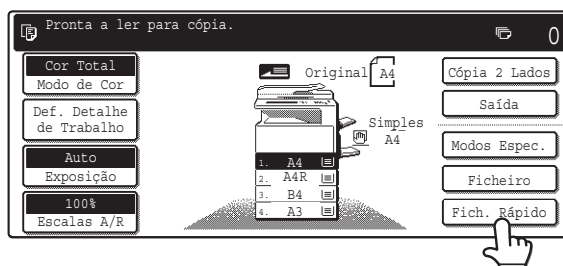 Pronta a ler para cópia.
0
Cor Total
Modo de Cor
Def. Detalhe
de Trabalho
Auto
Exposição
100%
Escalas A/R
Original A4
Simples
A4
1. A4
2. A4R
3. B4
4. A3
Cópia 2 Lados
Saída
Modos Espec.
Ficheiro
Fich. Rápido